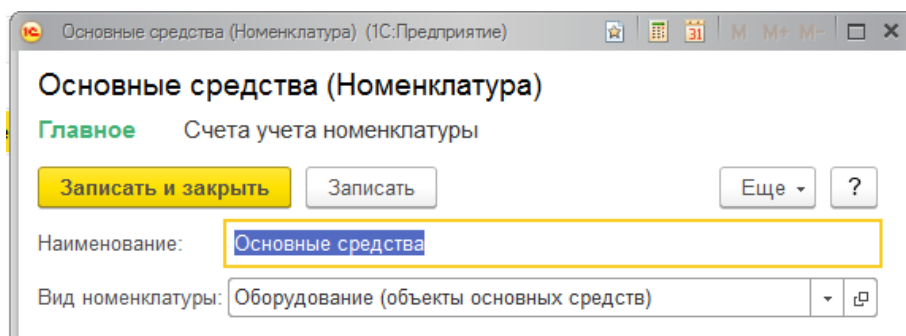 1С Основные средства (Номенклатура) (1С:Предприятие) 31 M M+ M-
Основные средства (Номенклатура)
Главное Счета учета номенклатуры
Записать и закрыть Записать Еще ?
Наименование: Основные средства
Вид номенклатуры: Оборудование (объекты основных средств)